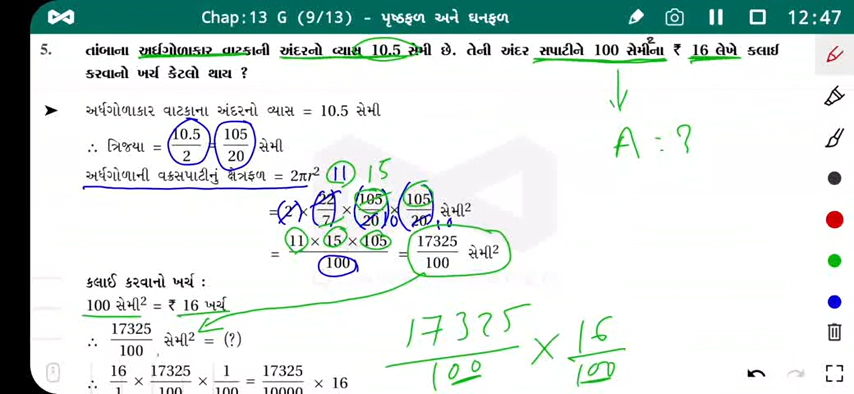 Chap:13 G (9/13) - પૃષ્ઠફળ અને ઘનફળ
12:47
5. તાંબાના અર્ધગોળાકાર વાટકાની અંદરનો વ્યાસ 10.5 સેમી છે. તેની અંદર સપાટીને 100 સેમીના ₹ 16 લેખે કલાઈ
કરવાનો ખર્ચ કેટલો થાય ?
➤ અર્ધગોળાકાર વાટકાના અંદરનો વ્યાસ = 10.5 સેમી
A = ?
∴ ત્રિજ્યા = 10.5/2 = 105/20 સેમી
અર્ધગોળાની વક્રસપાટીનું ક્ષેત્રફળ = 2πr² 11 15
= 2 × 22/7 × 105/20 × 105/20 સેમી²
10 10
= 11 × 15 × 105/100 = 17325/100 સેમી²
કલાઈ કરવાનો ખર્ચ :
100 સેમી² = ₹ 16 ખર્ચ
∴ 17325/100 સેમી² = (?)
17325/100 × 16/100
∴ 16/1 × 17325/100 × 1/100 = 17325/10000 × 16